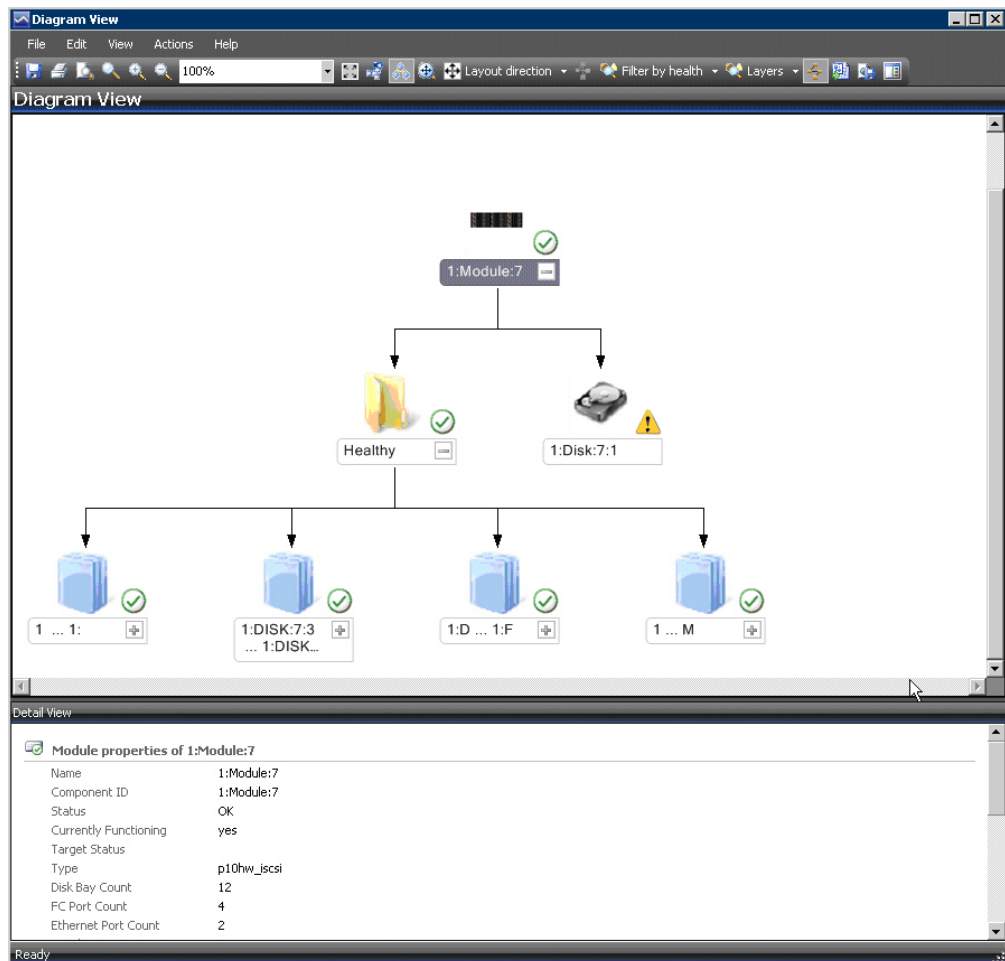 Diagram View
File Edit View Actions Help
100% Layout direction Filter by health Layers
Diagram View
1:Module:7
Healthy
1:Disk:7:1
1 ... 1:
1:DISK:7:3
... 1:DISK...
1:D ... 1:F
1 ... M
Detail View
Module properties of 1:Module:7
Name 1:Module:7
Component ID 1:Module:7
Status OK
Currently Functioning yes
Target Status
Type p10hw_iscsi
Disk Bay Count 12
FC Port Count 4
Ethernet Port Count 2
Ready